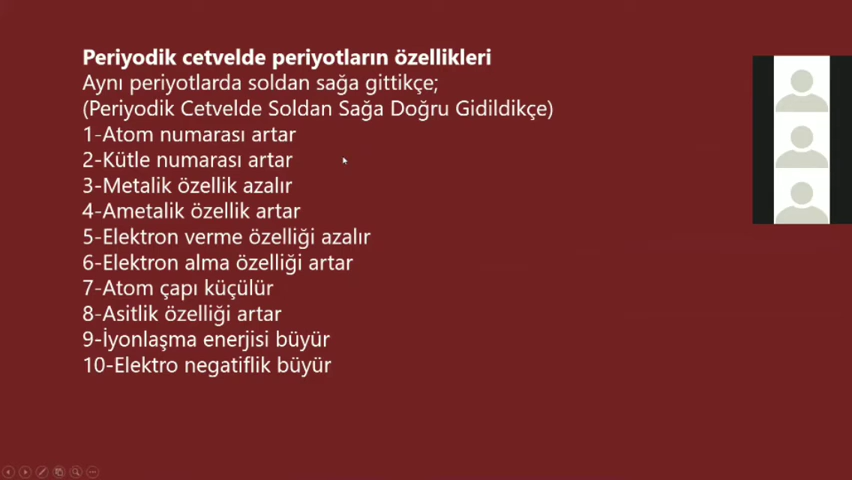 Periyodik cetvelde periyotların özellikleri
Aynı periyotlarda soldan sağa gittikçe;
(Periyodik Cetvelde Soldan Sağa Doğru Gidildikçe)
1-Atom numarası artar
2-Kütle numarası artar
3-Metalik özellik azalır
4-Ametalik özellik artar
5-Elektron verme özelliği azalır
6-Elektron alma özelliği artar
7-Atom çapı küçülür
8-Asitlik özelliği artar
9-İyonlaşma enerjisi büyür
10-Elektro negatiflik büyür